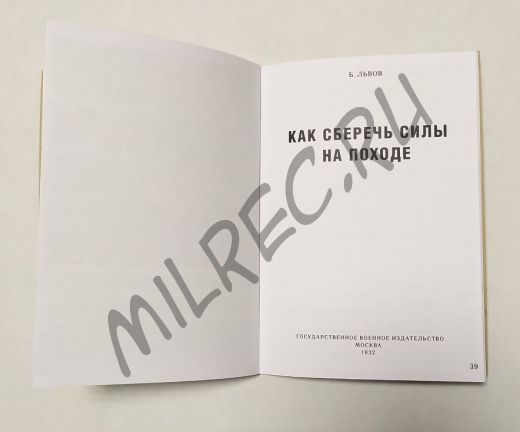 Б. ЛЬВОВ
КАК СБЕРЕЧЬ СИЛЫ
НА ПОХОДЕ
MILREC.RU
ГОСУДАРСТВЕННОЕ ВОЕННОЕ ИЗДАТЕЛЬСТВО
МОСКВА
1932
39